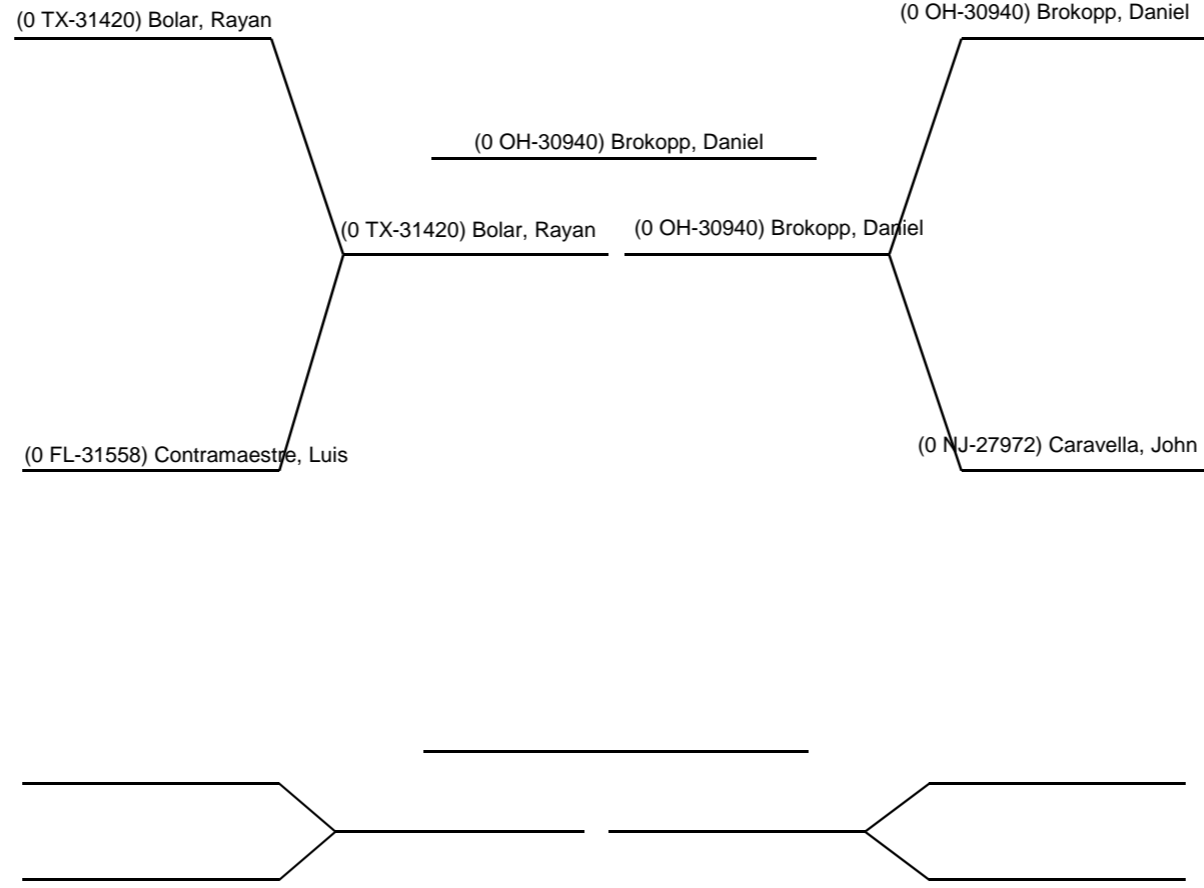 (0 TX-31420) Bolar, Rayan
(0 OH-30940) Brokopp, Daniel
(0 OH-30940) Brokopp, Daniel
(0 TX-31420) Bolar, Rayan
(0 OH-30940) Brokopp, Daniel
(0 FL-31558) Contramaestre, Luis
(0 NJ-27972) Caravella, John